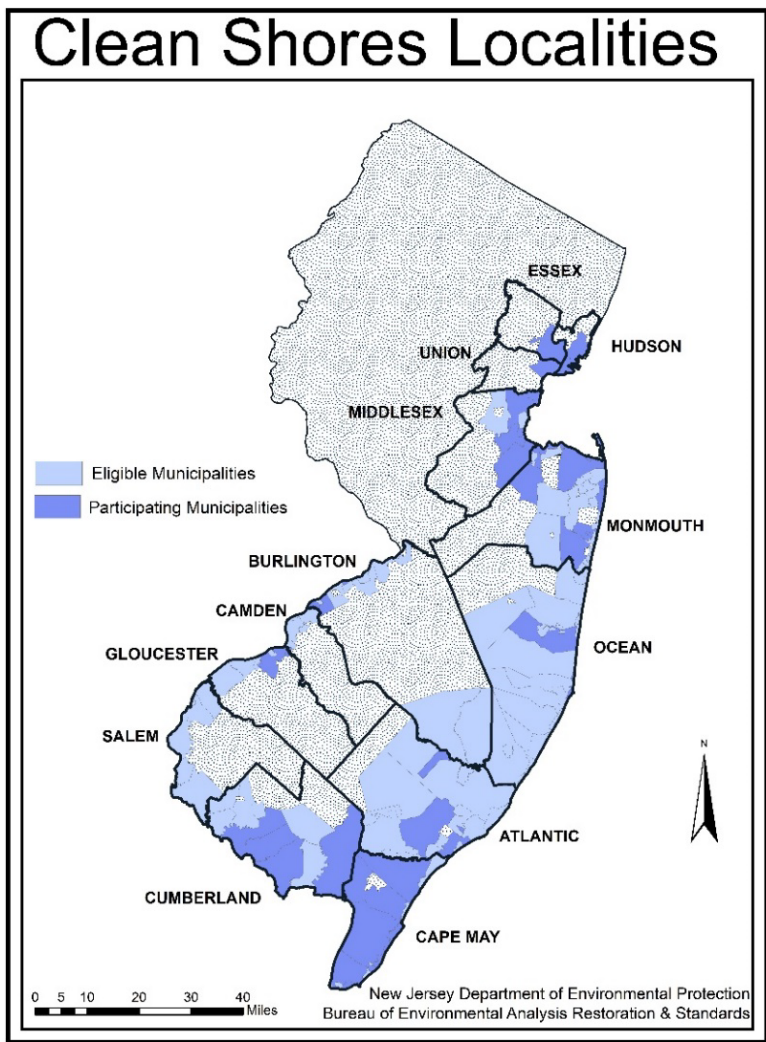 Clean Shores Localities
ESSEX
HUDSON
UNION
MIDDLESEX
Eligible Municipalities
Participating Municipalities
MONMOUTH
BURLINGTON
CAMDEN
OCEAN
GLOUCESTER
SALEM
N
ATLANTIC
CUMBERLAND
CAPE MAY
0 5 10 20 30 40
Miles
New Jersey Department of Environmental Protection
Bureau of Environmental Analysis Restoration & Standards